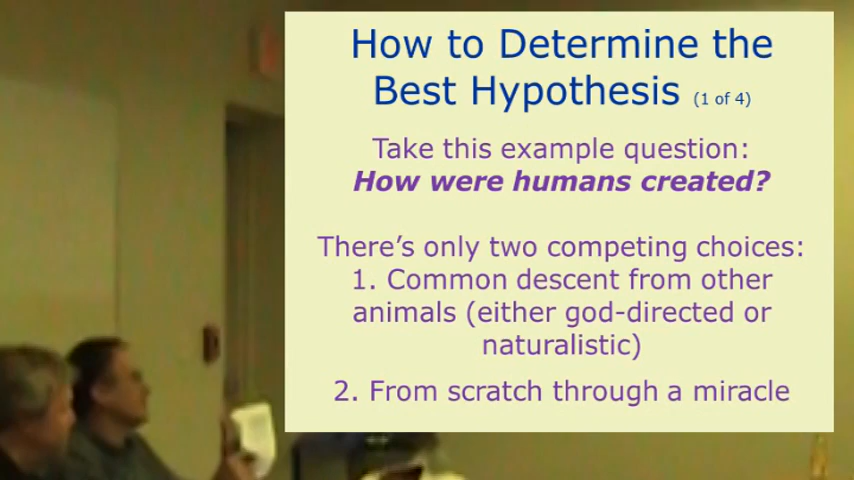 How to Determine the
Best Hypothesis (1 of 4)
Take this example question:
How were humans created?
There's only two competing choices:
1. Common descent from other
animals (either god-directed or
naturalistic)
2. From scratch through a miracle